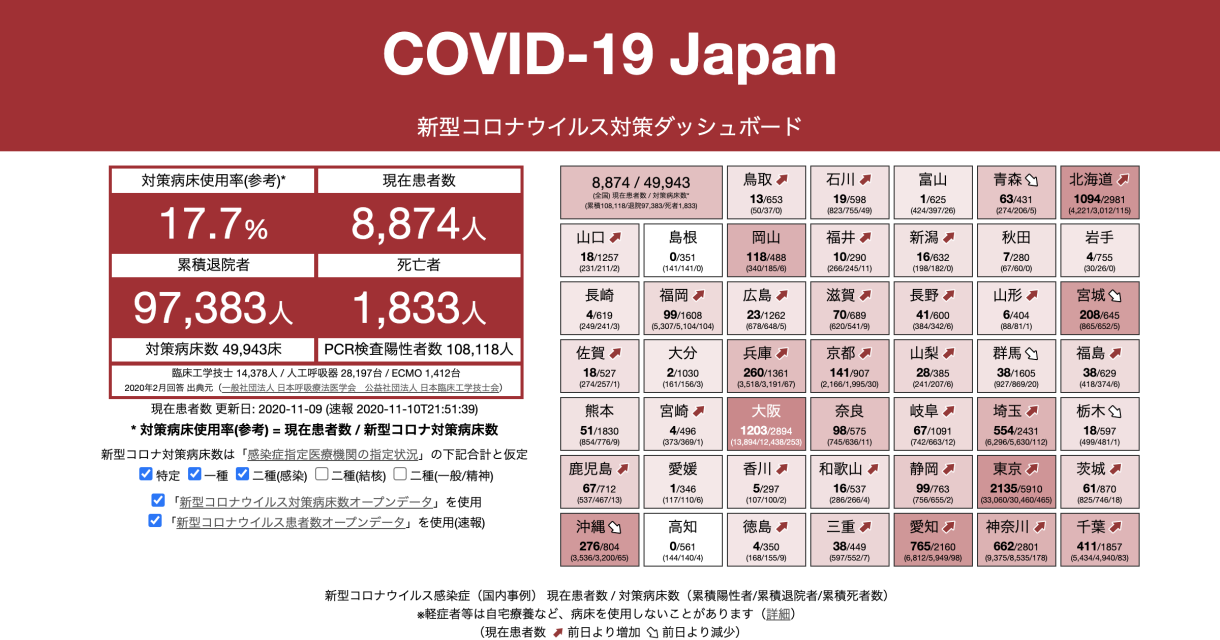 COVID-19 Japan
新型コロナウイルス対策ダッシュボード
対策病床使用率(参考)*
現在患者数
17.7%
8,874人
累積退院者
死亡者
97,383人
1,833人
対策病床数 49,943床
PCR検査陽性者数 108,118人
臨床工学技士 14,378人 / 人工呼吸器 28,197台 / ECMO 1,412台
2020年2月回答 出典元（一般社団法人 日本呼吸療法医学会　公益社団法人 日本臨床工学技士会）
現在患者数 更新日: 2020-11-09 (速報 2020-11-10T21:51:39)
* 対策病床使用率(参考) = 現在患者数 / 新型コロナ対策病床数
新型コロナ対策病床数は「感染症指定医療機関の指定状況」の下記合計と仮定
特定 一種 二種(感染) 二種(結核) 二種(一般/精神)
「新型コロナウイルス対策病床数オープンデータ」を使用
「新型コロナウイルス患者数オープンデータ」を使用(速報)
8,874 / 49,943
(全国) 現在患者数 / 対策病床数*
(累積108,118/退院97,383/死者1,833)
鳥取
13/653
(50/37/0)
石川
19/598
(823/755/49)
富山
1/625
(424/397/26)
青森
63/431
(274/206/5)
北海道
1094/2981
(4,221/3,012/115)
山口
18/1257
(231/211/2)
島根
0/351
(141/141/0)
岡山
118/488
(340/185/6)
福井
10/290
(266/245/11)
新潟
16/632
(198/182/0)
秋田
7/280
(67/60/0)
岩手
4/755
(30/26/0)
長崎
4/619
(249/241/3)
福岡
99/1608
(5,307/5,104/104)
広島
23/1262
(678/648/5)
滋賀
70/689
(620/541/9)
長野
41/600
(384/342/6)
山形
6/404
(88/81/1)
宮城
208/645
(865/652/5)
佐賀
18/527
(274/257/1)
大分
2/1030
(161/156/3)
兵庫
260/1361
(3,518/3,191/67)
京都
141/907
(2,166/1,995/30)
山梨
28/385
(241/207/6)
群馬
38/1605
(927/869/20)
福島
38/629
(418/374/6)
熊本
51/1830
(854/776/9)
宮崎
4/496
(373/369/1)
大阪
1203/2894
(13,894/12,438/253)
奈良
98/575
(745/636/11)
岐阜
67/1091
(742/663/12)
埼玉
554/2431
(6,296/5,630/112)
栃木
18/597
(499/481/1)
鹿児島
67/712
(537/467/13)
愛媛
1/346
(117/110/6)
香川
5/297
(107/100/2)
和歌山
16/537
(286/266/4)
静岡
99/763
(756/655/2)
東京
2135/5910
(33,060/30,460/465)
茨城
61/870
(825/746/18)
沖縄
276/804
(3,536/3,200/65)
高知
0/561
(144/140/4)
徳島
4/350
(168/155/9)
三重
38/449
(597/552/7)
愛知
765/2160
(6,812/5,949/98)
神奈川
662/2801
(9,375/8,535/178)
千葉
411/1857
(5,434/4,940/83)
新型コロナウイルス感染症（国内事例） 現在患者数 / 対策病床数（累積陽性者/累積退院者/累積死者数）
※軽症者等は自宅療養など、病床を使用しないことがあります（詳細）
（現在患者数 前日より増加 前日より減少）